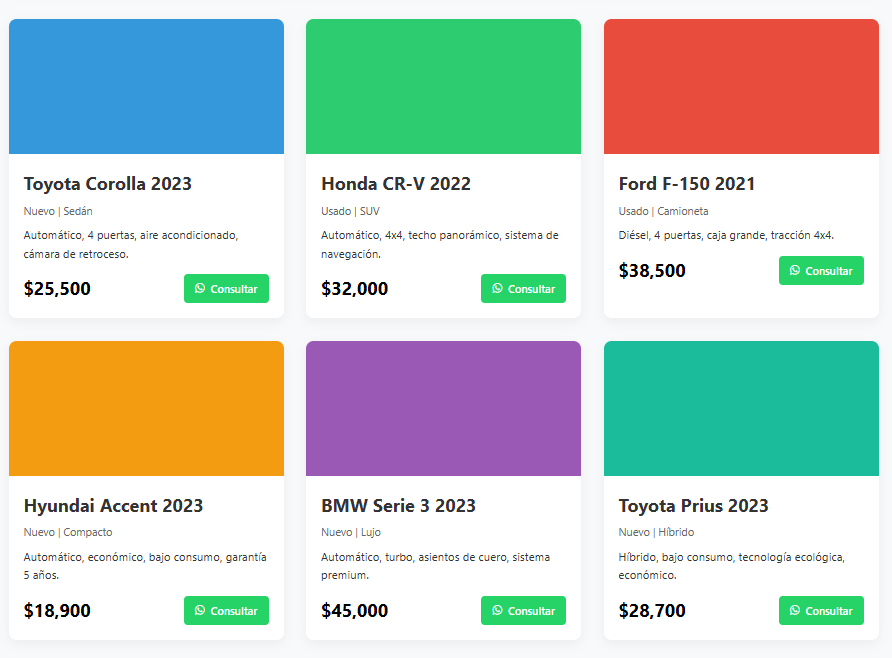 Toyota Corolla 2023
Nuevo | Sedán
Automático, 4 puertas, aire acondicionado,
cámara de retroceso.
$25,500
Consultar
Honda CR-V 2022
Usado | SUV
Automático, 4x4, techo panorámico, sistema de
navegación.
$32,000
Consultar
Ford F-150 2021
Usado | Camioneta
Diésel, 4 puertas, caja grande, tracción 4x4.
$38,500
Consultar
Hyundai Accent 2023
Nuevo | Compacto
Automático, económico, bajo consumo, garantía
5 años.
$18,900
Consultar
BMW Serie 3 2023
Nuevo | Lujo
Automático, turbo, asientos de cuero, sistema
premium.
$45,000
Consultar
Toyota Prius 2023
Nuevo | Híbrido
Híbrido, bajo consumo, tecnología ecológica,
económico.
$28,700
Consultar